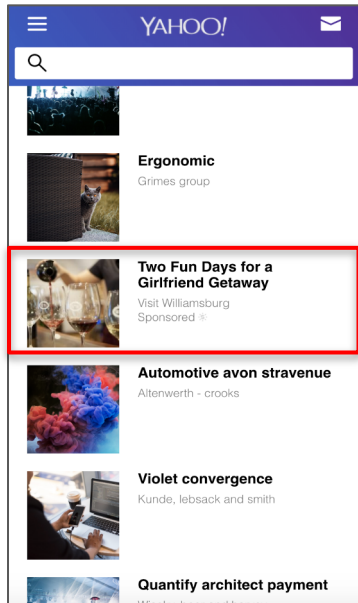 YAHOO!
Ergonomic
Grimes group
Two Fun Days for a
Girlfriend Getaway
Visit Williamsburg
Sponsored
Automotive avon stravenue
Altenwerth - crooks
Violet convergence
Kunde, lebsack and smith
Quantify architect payment